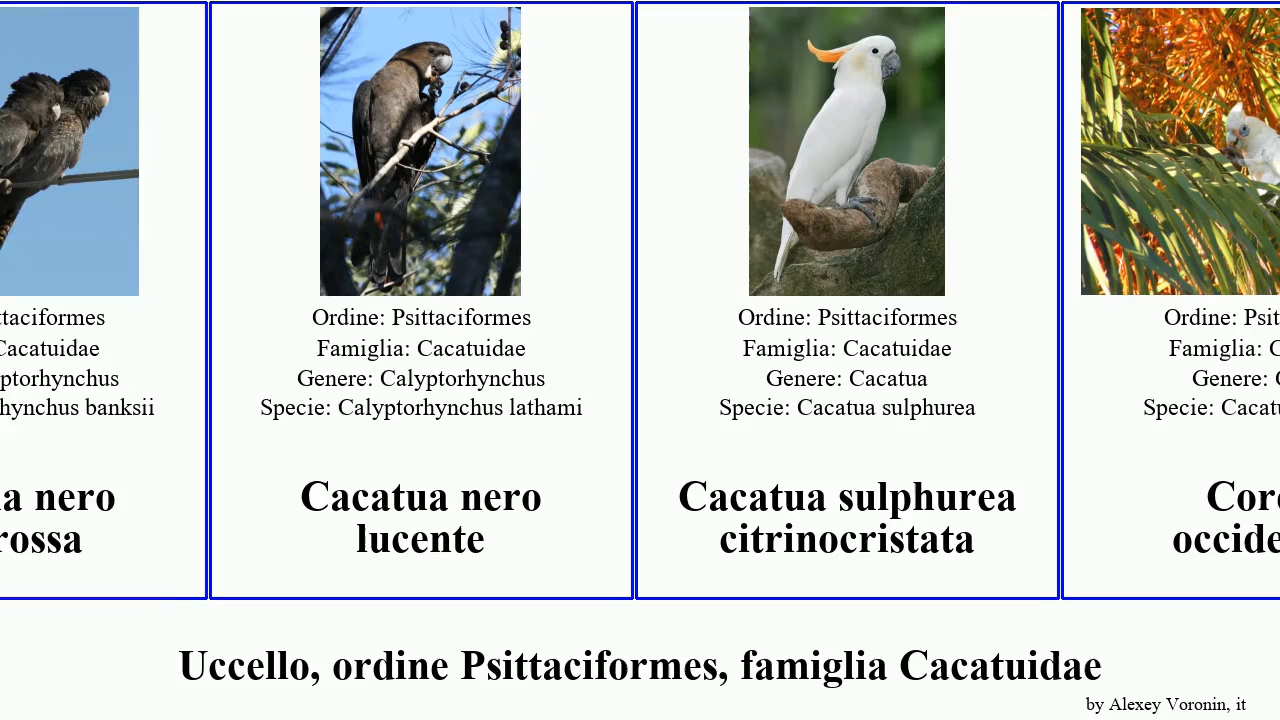 ttaciformes
Cacatuidae
ptorhynchus
hynchus banksii
a nero
rossa
Ordine: Psittaciformes
Famiglia: Cacatuidae
Genere: Calyptorhynchus
Specie: Calyptorhynchus lathami
Cacatua nero
lucente
Ordine: Psittaciformes
Famiglia: Cacatuidae
Genere: Cacatua
Specie: Cacatua sulphurea
Cacatua sulphurea
citrinocristata
Ordine: Psit
Famiglia: C
Genere: C
Specie: Cacatu
Core
occide
Uccello, ordine Psittaciformes, famiglia Cacatuidae
by Alexey Voronin, it